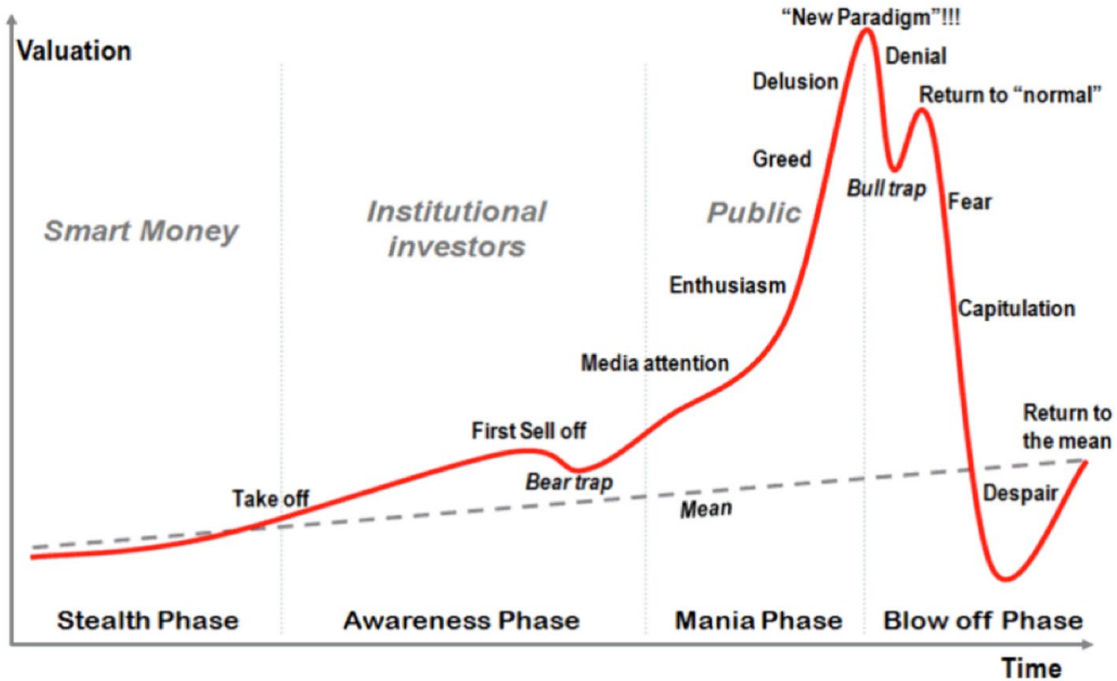 “New Paradigm”!!!
Valuation
Denial
Delusion
Return to “normal”
Greed
Bull trap
Fear
Smart Money
Institutional
investors
Public
Enthusiasm
Capitulation
Media attention
First Sell off
Bear trap
Return to
the mean
Take off
Mean
Despair
Stealth Phase
Awareness Phase
Mania Phase
Blow off Phase
Time